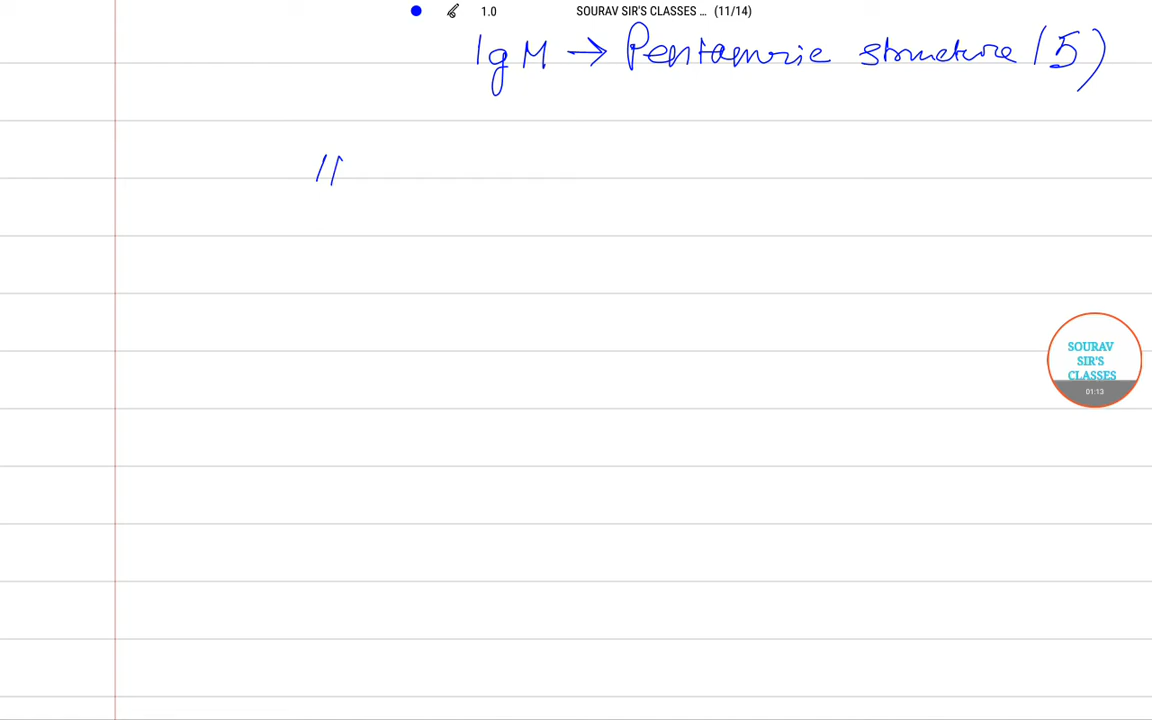 1.0 SOURAV SIR'S CLASSES ... (11/14)
IgM → Pentameric structure (5)
SOURAV
SIR'S
CLASSES
01:13